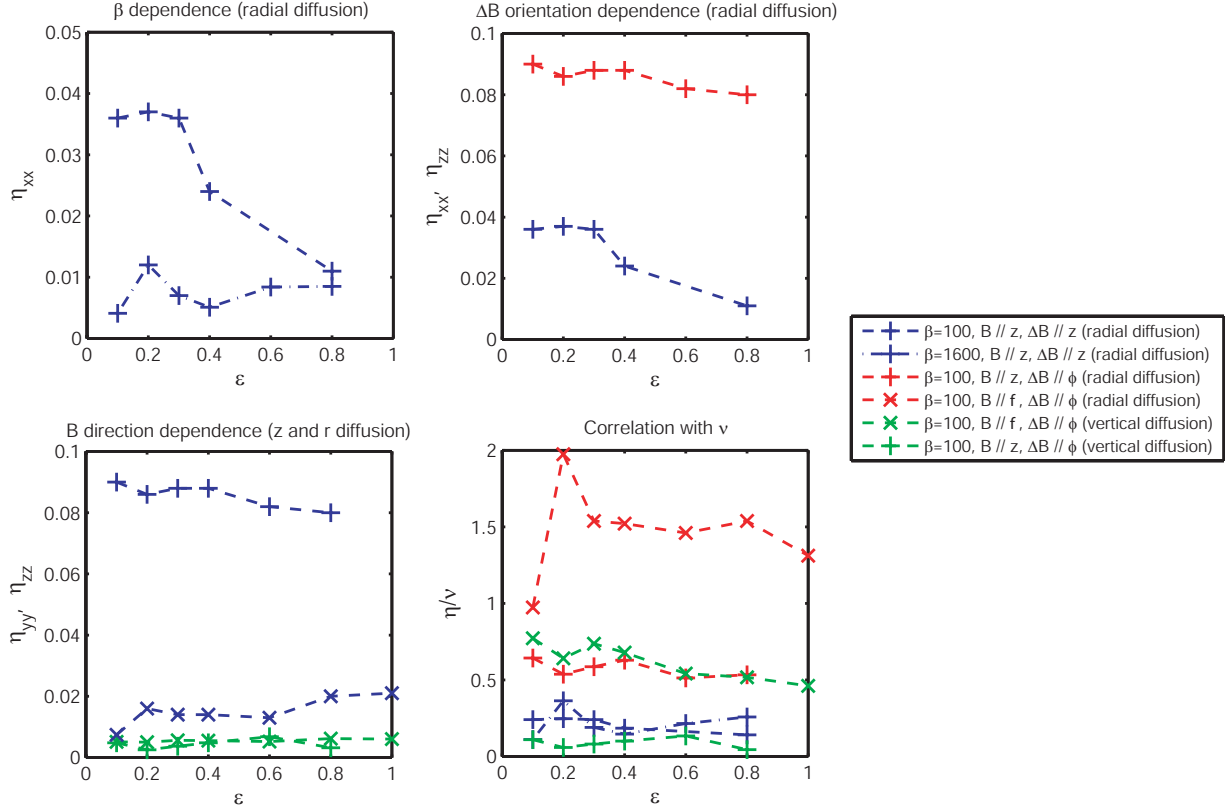 β dependence (radial diffusion)
0.05
0.04
0.03
0.02
0.01
0
ηxx
0 0.2 0.4 0.6 0.8 1
ε
ΔB orientation dependence (radial diffusion)
0.1
0.08
0.06
0.04
0.02
0
ηxx, ηzz
0 0.2 0.4 0.6 0.8 1
ε
β=100, B // z, ΔB // z (radial diffusion)
β=1600, B // z, ΔB // z (radial diffusion)
β=100, B // z, ΔB // ϕ (radial diffusion)
β=100, B // f , ΔB // ϕ (radial diffusion)
β=100, B // f , ΔB // ϕ (vertical diffusion)
β=100, B // z, ΔB // ϕ (vertical diffusion)
B direction dependence (z and r diffusion)
0.1
0.08
0.06
0.04
0.02
0
ηyy, ηzz
0 0.2 0.4 0.6 0.8 1
ε
Correlation with ν
2
1.5
1
0.5
0
η/ν
0 0.2 0.4 0.6 0.8 1
ε